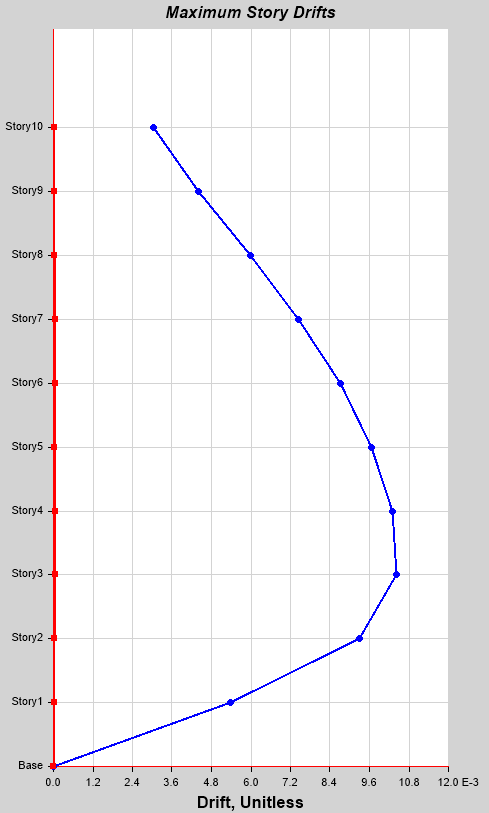 Maximum Story Drifts
Story10
Story9
Story8
Story7
Story6
Story5
Story4
Story3
Story2
Story1
Base
0.0 1.2 2.4 3.6 4.8 6.0 7.2 8.4 9.6 10.8 12.0 E-3
Drift, Unitless